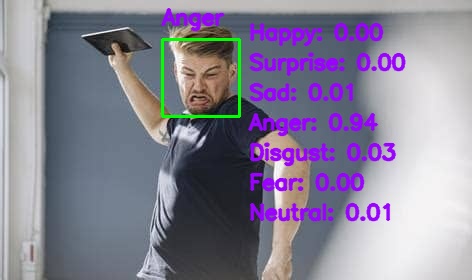 Anger
Happy: 0.00
Surprise: 0.00
Sad: 0.01
Anger: 0.94
Disgust: 0.03
Fear: 0.00
Neutral: 0.01